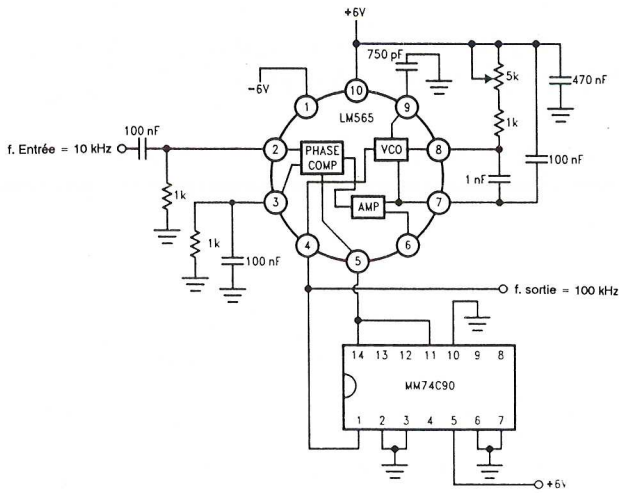 +6V
750 pF
-6V
10
1
9
LM565
5k
470 nF
1k
f. Entrée = 10 kHz
100 nF
2
PHASE COMP
VCO
8
100 nF
1 nF
1k
3
AMP
7
1k
100 nF
4
5
6
f. sortie = 100 kHz
14 13 12 11 10 9 8
MM74C90
1 2 3 4 5 6 7
+6V